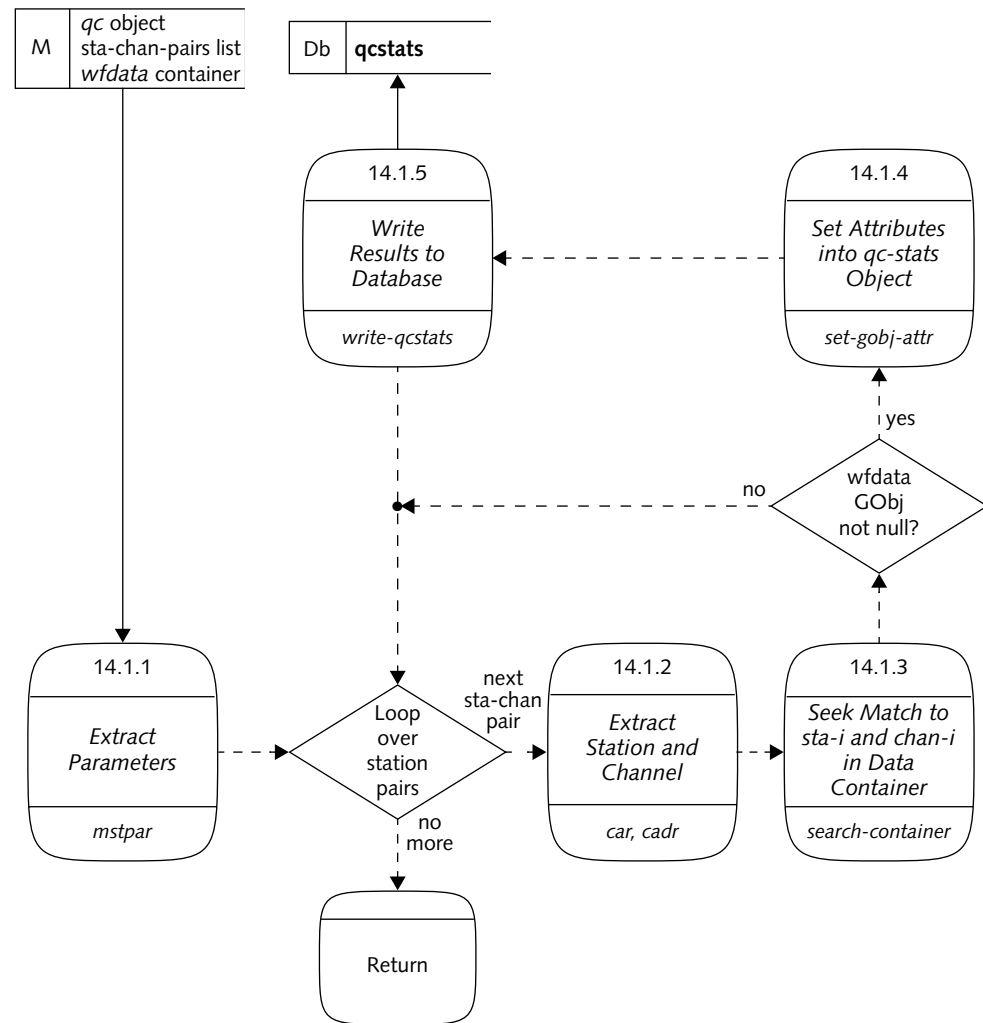 M
qc object
sta-chan-pairs list
wfdata container
Db
qcstats
14.1.5
Write
Results to
Database
write-qcstats
14.1.4
Set Attributes
into qc-stats
Object
set-gobj-attr
yes
no
wfdata
GObj
not null?
14.1.1
Extract
Parameters
mstpar
Loop
over
station
pairs
next
sta-chan
pair
no
more
14.1.2
Extract
Station and
Channel
car, cadr
14.1.3
Seek Match to
sta-i and chan-i
in Data
Container
search-container
Return